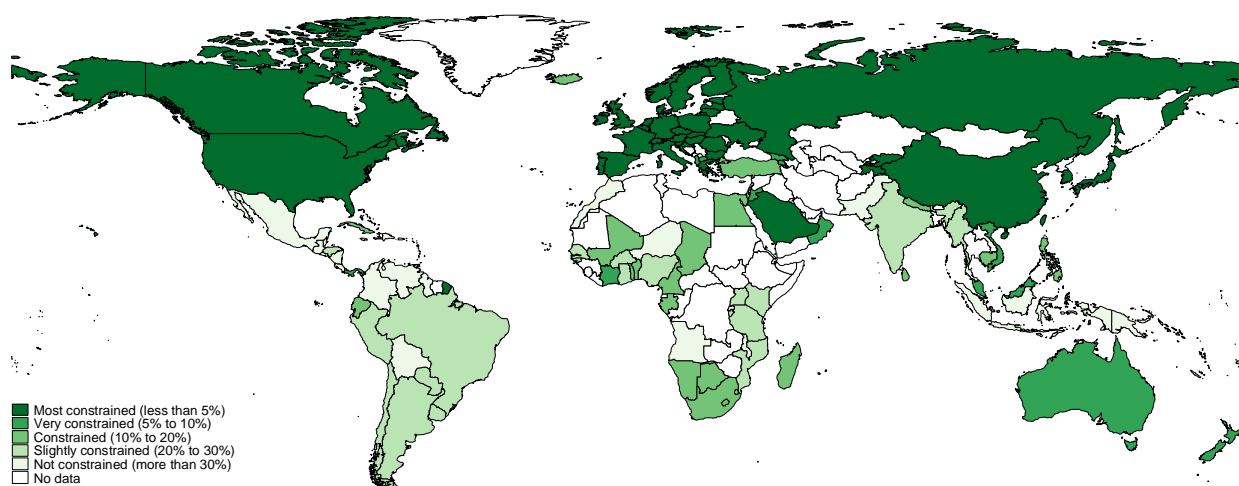 Most constrained (less than 5%)
Very constrained (5% to 10%)
Constrained (10% to 20%)
Slightly constrained (20% to 30%)
Not constrained (more than 30%)
No data